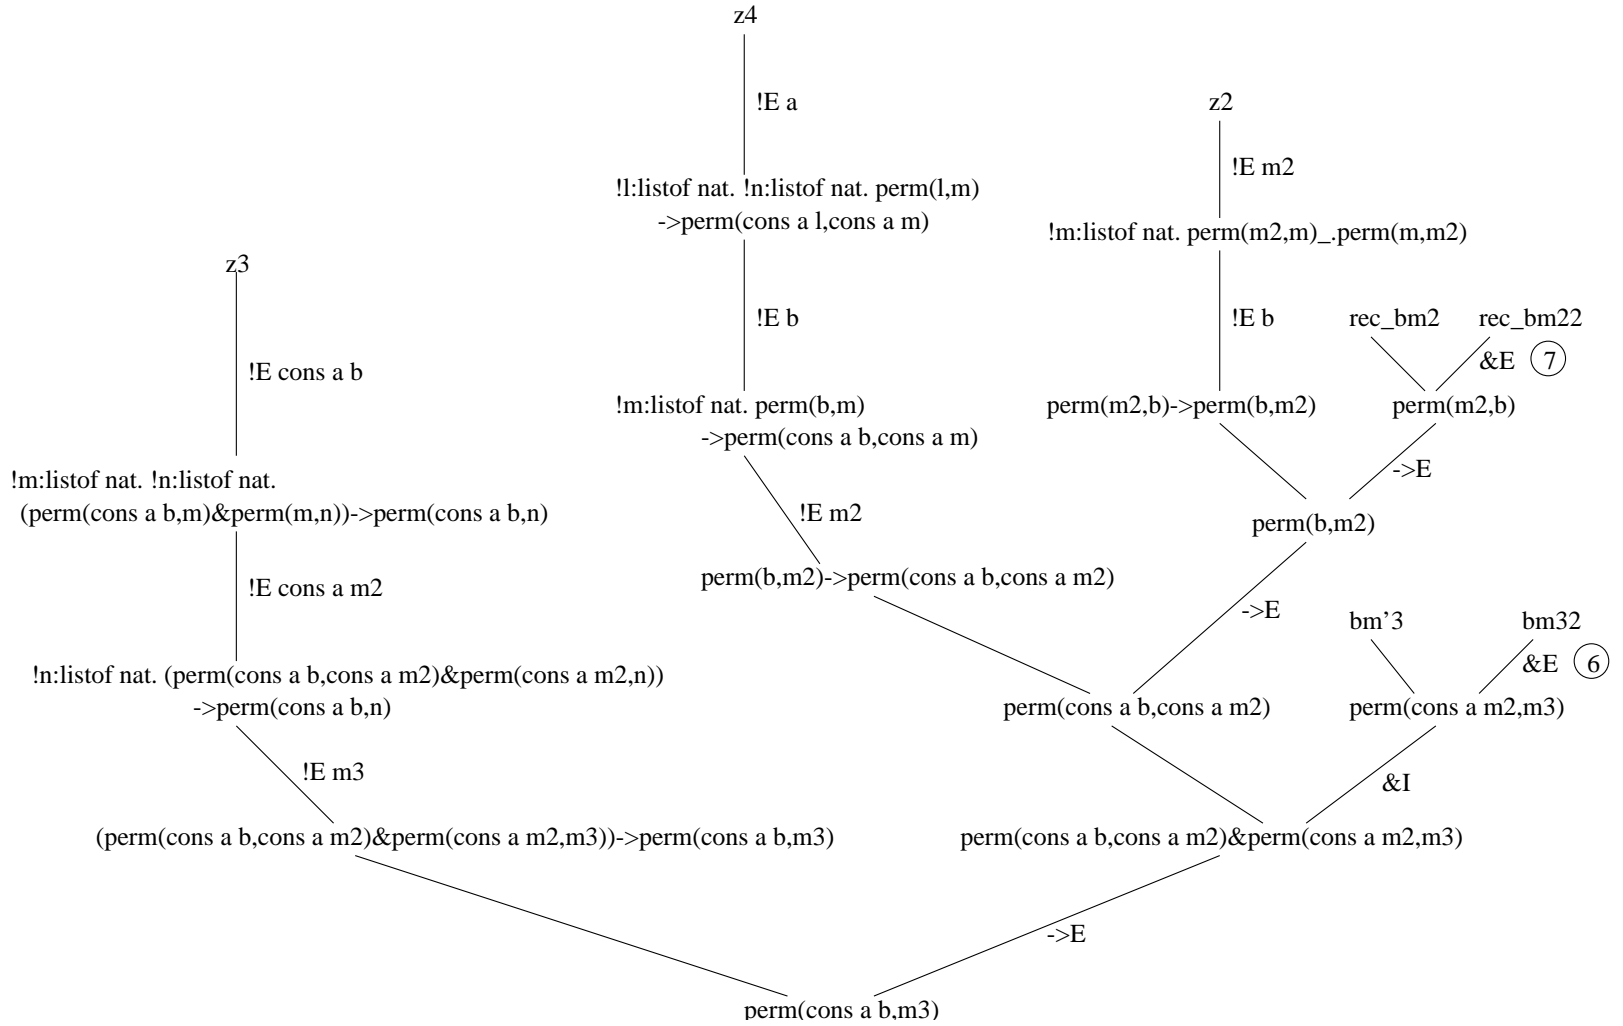 z4
!E a
z2
!E m2
!l:listof nat. !n:listof nat. perm(l,m)
->perm(cons a l,cons a m)
!m:listof nat. perm(m2,m)_.perm(m,m2)
z3
!E b
!E b
rec_bm2
rec_bm22
!E cons a b
&E 7
!m:listof nat. perm(b,m)
->perm(cons a b,cons a m)
perm(m2,b)->perm(b,m2)
perm(m2,b)
->E
!m:listof nat. !n:listof nat.
(perm(cons a b,m)&perm(m,n))->perm(cons a b,n)
!E m2
perm(b,m2)
!E cons a m2
perm(b,m2)->perm(cons a b,cons a m2)
->E
bm'3
bm32
&E 6
!n:listof nat. (perm(cons a b,cons a m2)&perm(cons a m2,n))
->perm(cons a b,n)
perm(cons a b,cons a m2)
perm(cons a m2,m3)
!E m3
&I
(perm(cons a b,cons a m2)&perm(cons a m2,m3))->perm(cons a b,m3)
perm(cons a b,cons a m2)&perm(cons a m2,m3)
->E
perm(cons a b,m3)